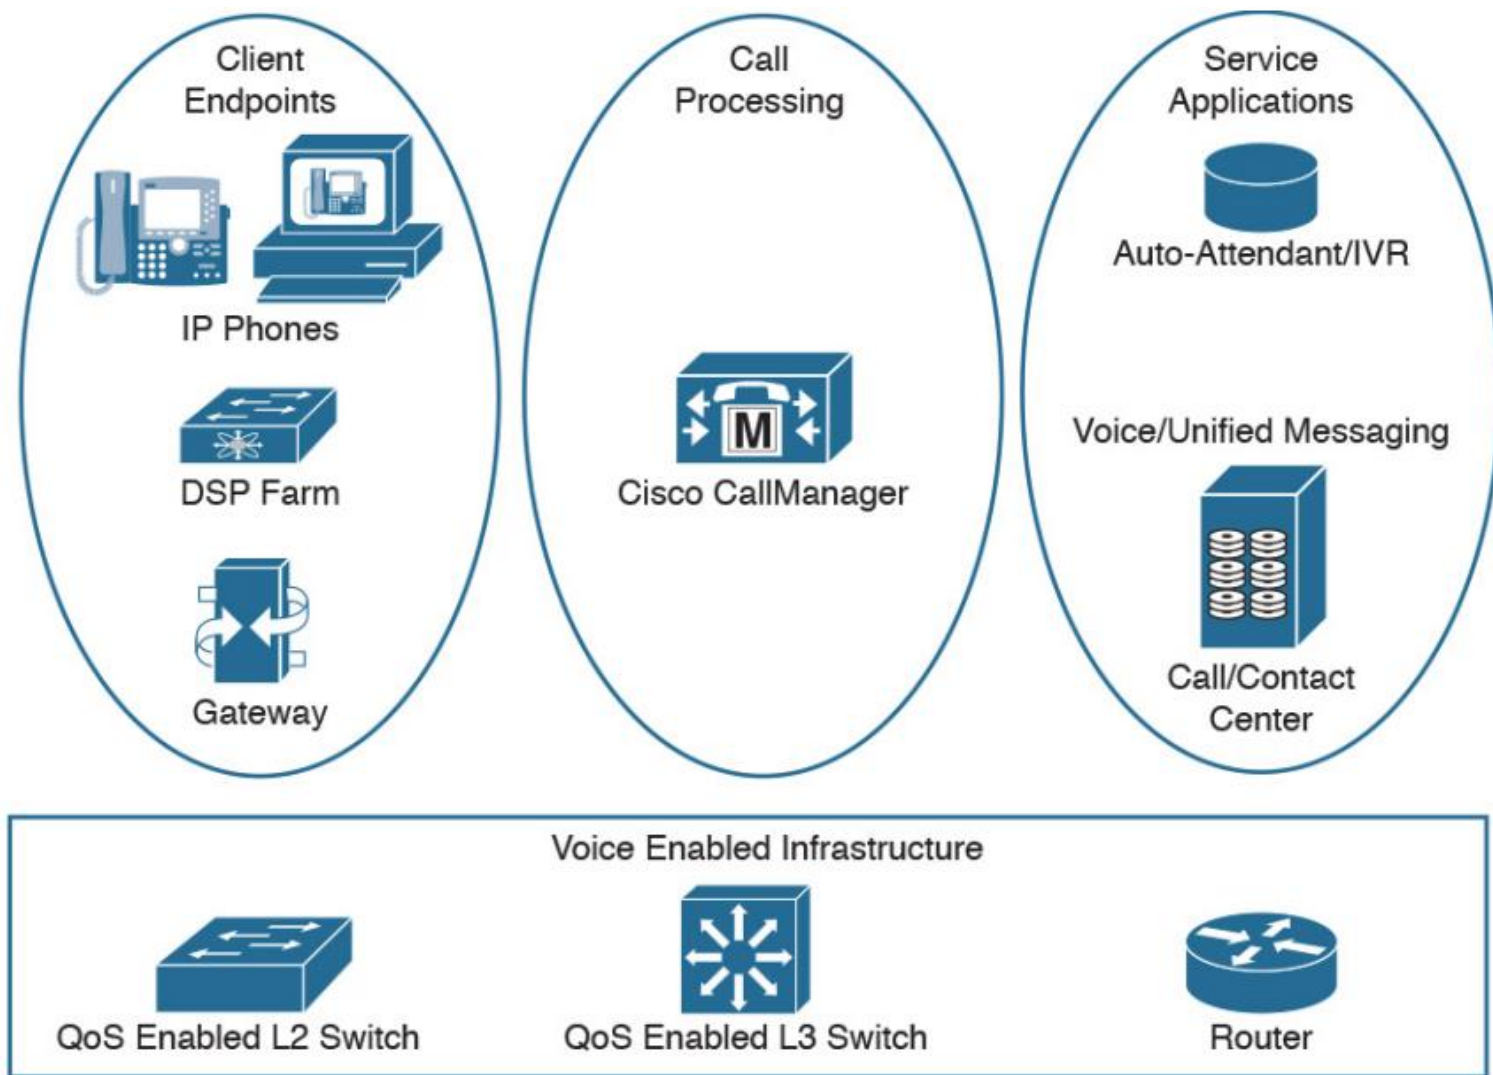 Client
Endpoints
IP Phones
DSP Farm
Gateway
Call
Processing
M
Cisco CallManager
Service
Applications
Auto-Attendant/IVR
Voice/Unified Messaging
Call/Contact
Center
Voice Enabled Infrastructure
QoS Enabled L2 Switch
QoS Enabled L3 Switch
Router